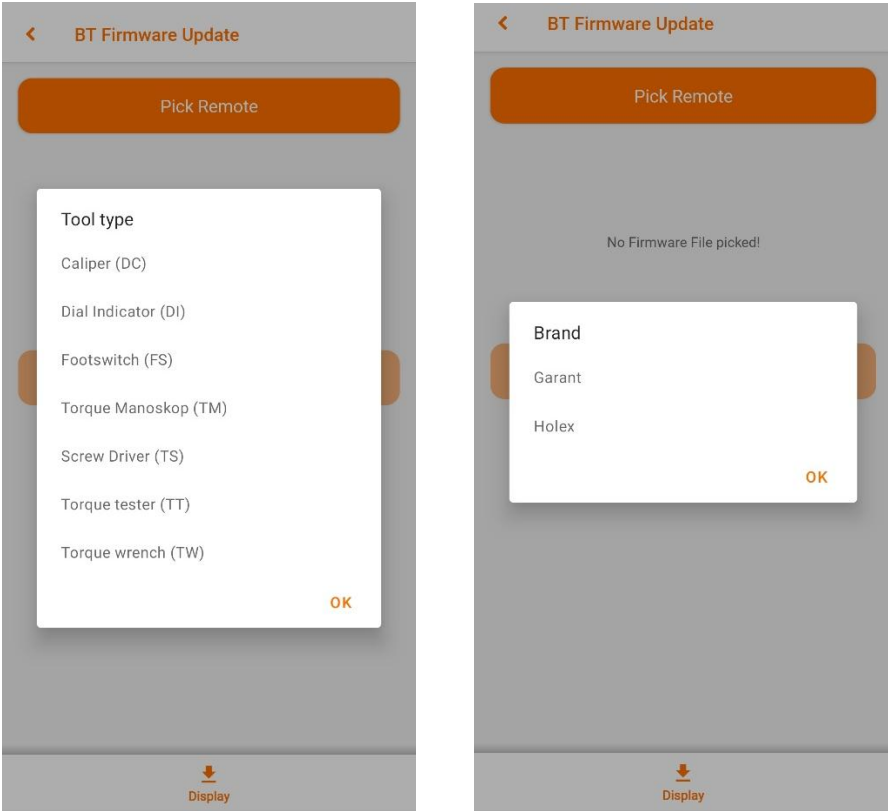 BT Firmware Update
Pick Remote
Tool type
Caliper (DC)
Dial Indicator (DI)
Footswitch (FS)
Torque Manoskop (TM)
Screw Driver (TS)
Torque tester (TT)
Torque wrench (TW)
OK
Display
BT Firmware Update
Pick Remote
No Firmware File picked!
Brand
Garant
Holex
OK
Display